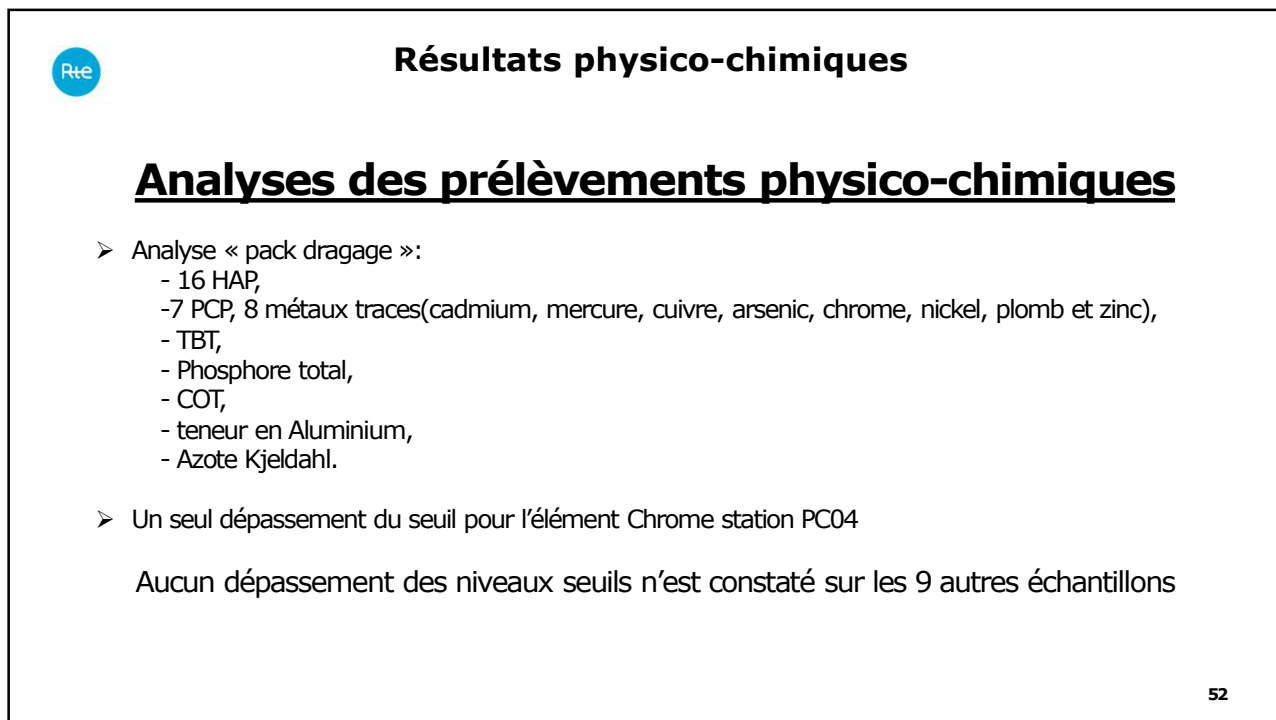 Rte
Résultats physico-chimiques
Analyses des prélèvements physico-chimiques
➢ Analyse « pack dragage »:
- 16 HAP,
-7 PCP, 8 métaux traces(cadmium, mercure, cuivre, arsenic, chrome, nickel, plomb et zinc),
- TBT,
- Phosphore total,
- COT,
- teneur en Aluminium,
- Azote Kjeldahl.
➢ Un seul dépassement du seuil pour l’élément Chrome station PC04
Aucun dépassement des niveaux seuils n’est constaté sur les 9 autres échantillons
52